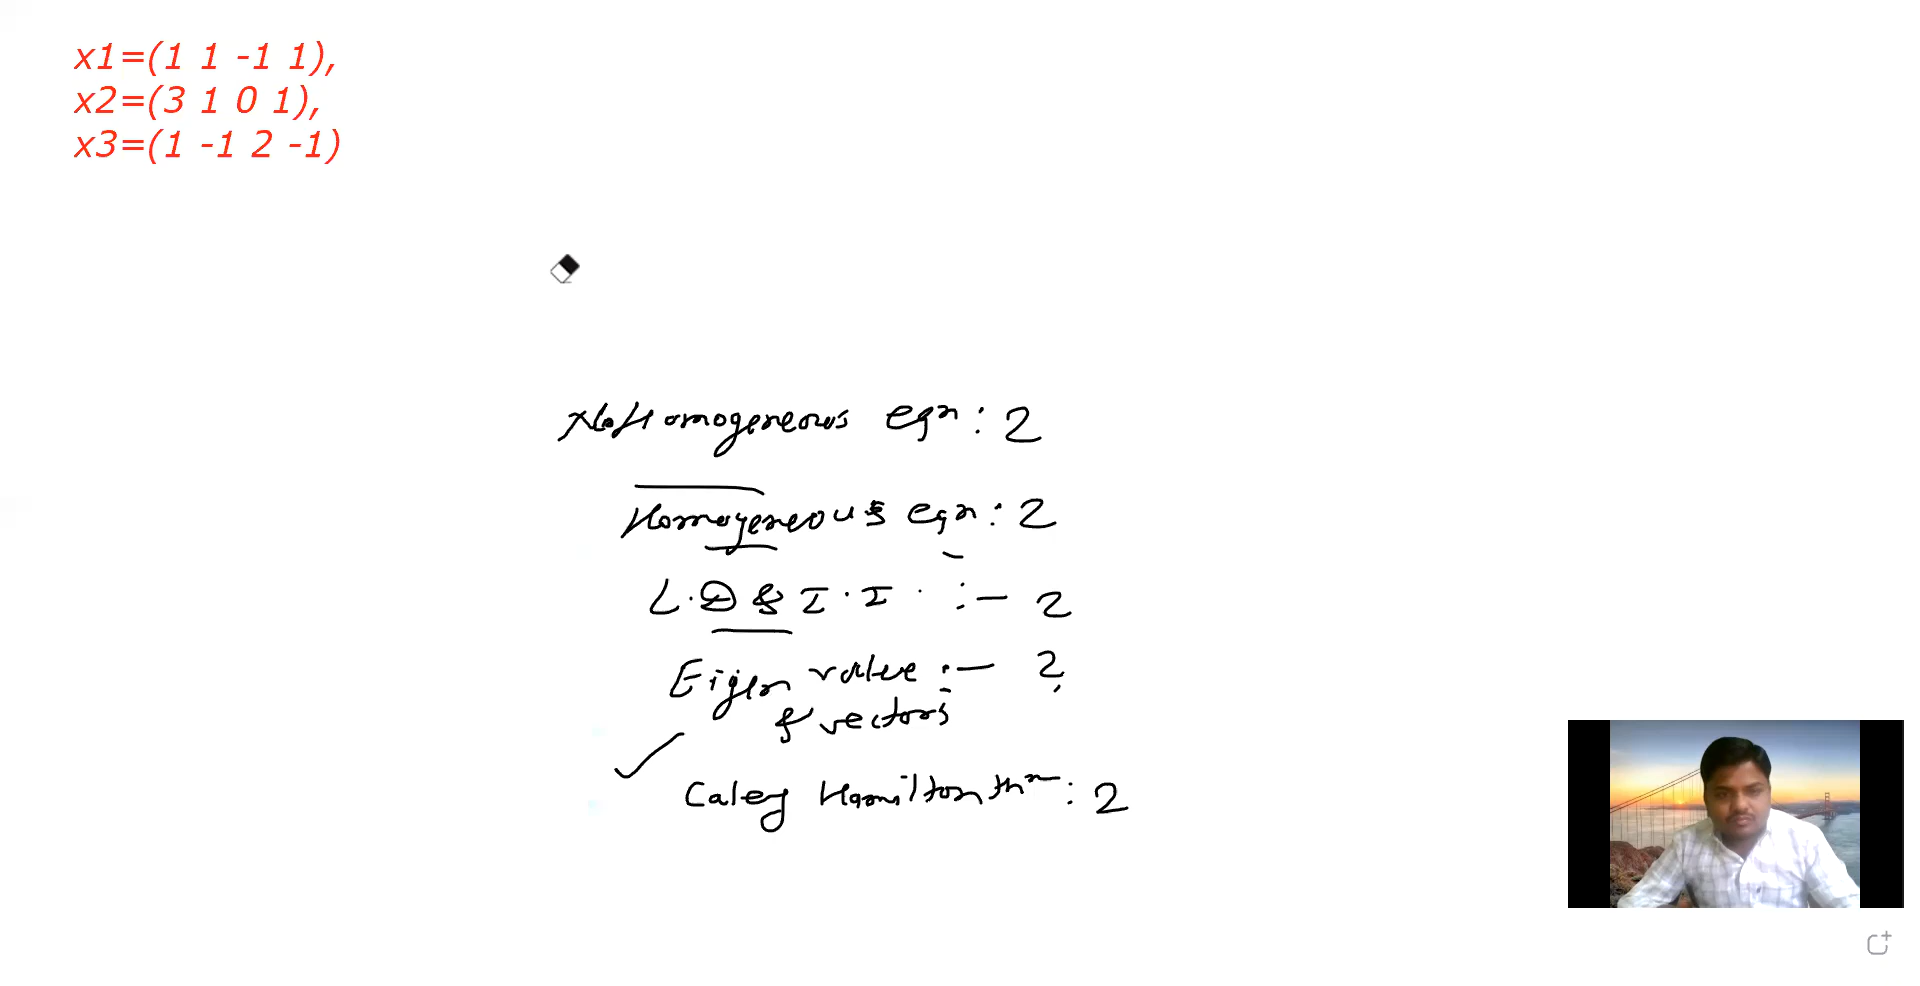 x1=(1 1 -1 1),
x2=(3 1 0 1),
x3=(1 -1 2 -1)
Homogeneous eqn : 2
Homogeneous eqn : 2
L.D & I.I :- 2
Eigen value :- 2
& vectors
Caley Hamilton thm : 2